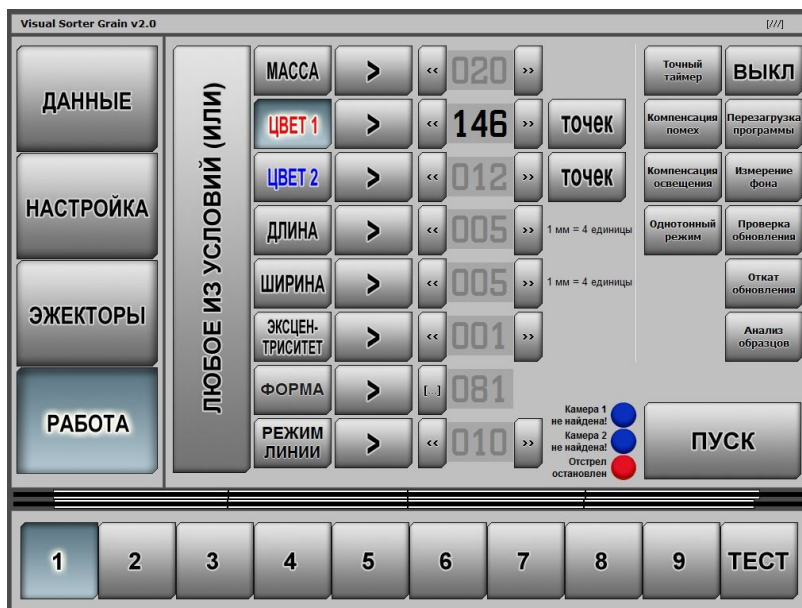 Visual Sorter Grain v2.0
[///]
ДАННЫЕ
НАСТРОЙКА
ЭЖЕКТОРЫ
РАБОТА
ЛЮБОЕ ИЗ УСЛОВИЙ (ИЛИ)
МАССА > << 020 >>
ЦВЕТ 1 > << 146 >> точек
ЦВЕТ 2 > << 012 >> точек
ДЛИНА > << 005 >> 1 мм = 4 единицы
ШИРИНА > << 005 >> 1 мм = 4 единицы
ЭКСЦЕН-
ТРИСИТЕТ > << 001 >>
ФОРМА > [...] 081
РЕЖИМ
ЛИНИИ > << 010 >>
Точный
таймер
ВЫКЛ
Компенсация
помех
Перезагрузка
программы
Компенсация
освещения
Измерение
фона
Однотонный
режим
Проверка
обновления
Откат
обновления
Анализ
образцов
Камера 1
не найдена!
Камера 2
не найдена!
Отстрел
остановлен
ПУСК
1 2 3 4 5 6 7 8 9 ТЕСТ